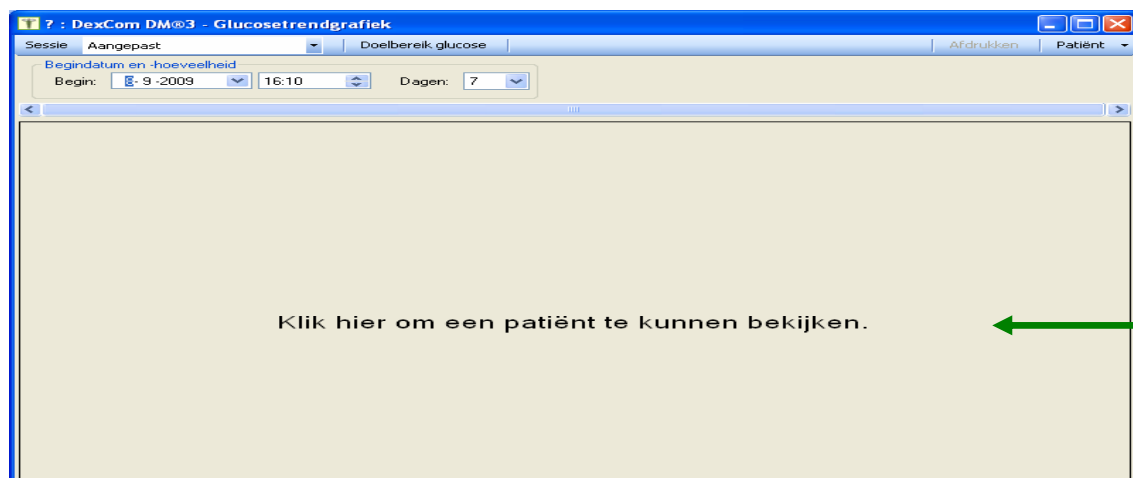 ? : DexCom DM®3 - Glucosetrendgrafiek
Sessie Aangepast Doelbereik glucose Afdrukken Patiënt
Begindatum en -hoeveelheid
Begin: 8- 9 -2009 16:10 Dagen: 7
Klik hier om een patiënt te kunnen bekijken.